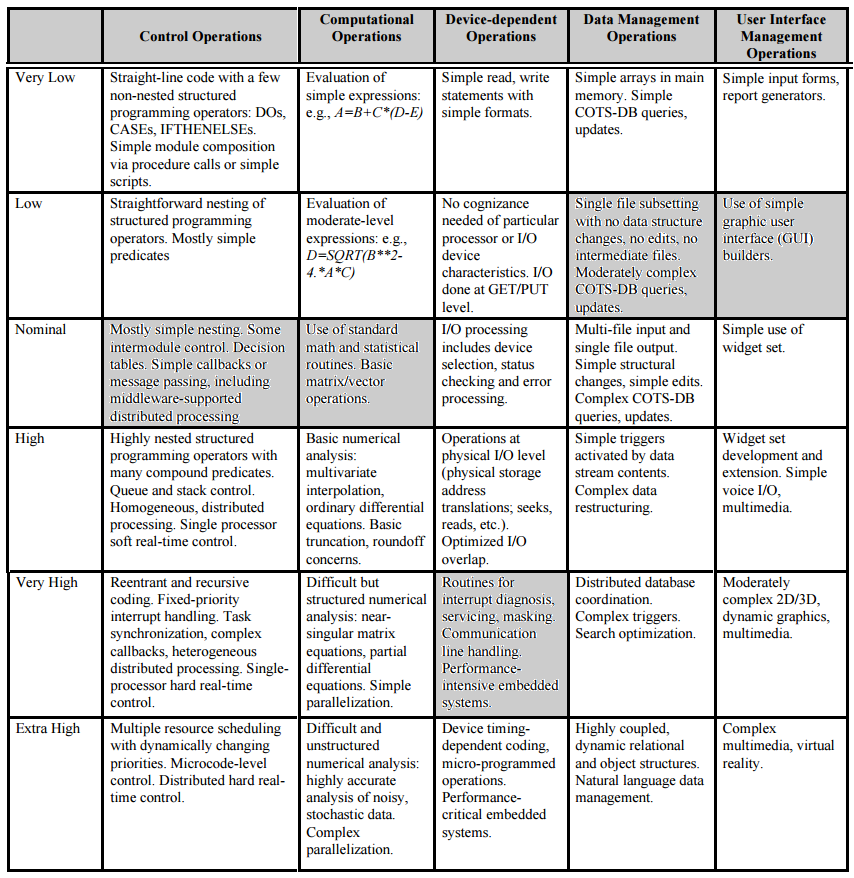 Control Operations
Computational
Operations
Device-dependent
Operations
Data Management
Operations
User Interface
Management
Operations
Very Low
Straight-line code with a few
non-nested structured
programming operators: DOs,
CASEs, IFTHENELSEs.
Simple module composition
via procedure calls or simple
scripts.
Evaluation of
simple expressions:
e.g., A=B+C*(D-E)
Simple read, write
statements with
simple formats.
Simple arrays in main
memory. Simple
COTS-DB queries,
updates.
Simple input forms,
report generators.
Low
Straightforward nesting of
structured programming
operators. Mostly simple
predicates
Evaluation of
moderate-level
expressions: e.g.,
D=SQRT(B**2-
4.*A*C)
No cognizance
needed of particular
processor or I/O
device
characteristics. I/O
done at GET/PUT
level.
Single file subsetting
with no data structure
changes, no edits, no
intermediate files.
Moderately complex
COTS-DB queries,
updates.
Use of simple
graphic user
interface (GUI)
builders.
Nominal
Mostly simple nesting. Some
intermodule control. Decision
tables. Simple callbacks or
message passing, including
middleware-supported
distributed processing
Use of standard
math and statistical
routines. Basic
matrix/vector
operations.
I/O processing
includes device
selection, status
checking and error
processing.
Multi-file input and
single file output.
Simple structural
changes, simple edits.
Complex COTS-DB
queries, updates.
Simple use of
widget set.
High
Highly nested structured
programming operators with
many compound predicates.
Queue and stack control.
Homogeneous, distributed
processing. Single processor
soft real-time control.
Basic numerical
analysis:
multivariate
interpolation,
ordinary differential
equations. Basic
truncation, roundoff
concerns.
Operations at
physical I/O level
(physical storage
address
translations; seeks,
reads, etc.).
Optimized I/O
overlap.
Simple triggers
activated by data
stream contents.
Complex data
restructuring.
Widget set
development and
extension. Simple
voice I/O,
multimedia.
Very High
Reentrant and recursive
coding. Fixed-priority
interrupt handling. Task
synchronization, complex
callbacks, heterogeneous
distributed processing. Single-
processor hard real-time
control.
Difficult but
structured numerical
analysis: near-
singular matrix
equations, partial
differential
equations. Simple
parallelization.
Routines for
interrupt diagnosis,
servicing, masking.
Communication
line handling.
Performance-
intensive embedded
systems.
Distributed database
coordination.
Complex triggers.
Search optimization.
Moderately
complex 2D/3D,
dynamic graphics,
multimedia.
Extra High
Multiple resource scheduling
with dynamically changing
priorities. Microcode-level
control. Distributed hard real-
time control.
Difficult and
unstructured
numerical analysis:
highly accurate
analysis of noisy,
stochastic data.
Complex
parallelization.
Device timing-
dependent coding,
micro-programmed
operations.
Performance-
critical embedded
systems.
Highly coupled,
dynamic relational
and object structures.
Natural language data
management.
Complex
multimedia, virtual
reality.